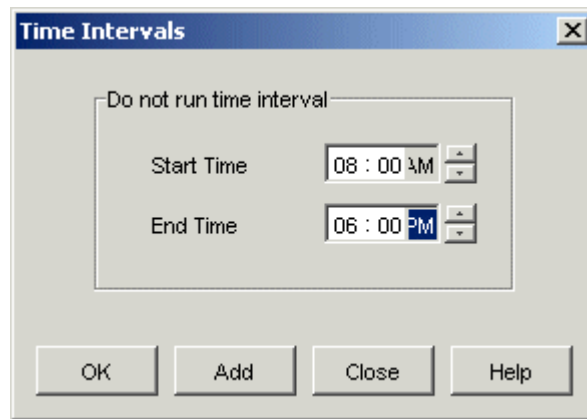 Time Intervals
Do not run time interval
Start Time 08 : 00 AM
End Time 06 : 00 PM
OK Add Close Help